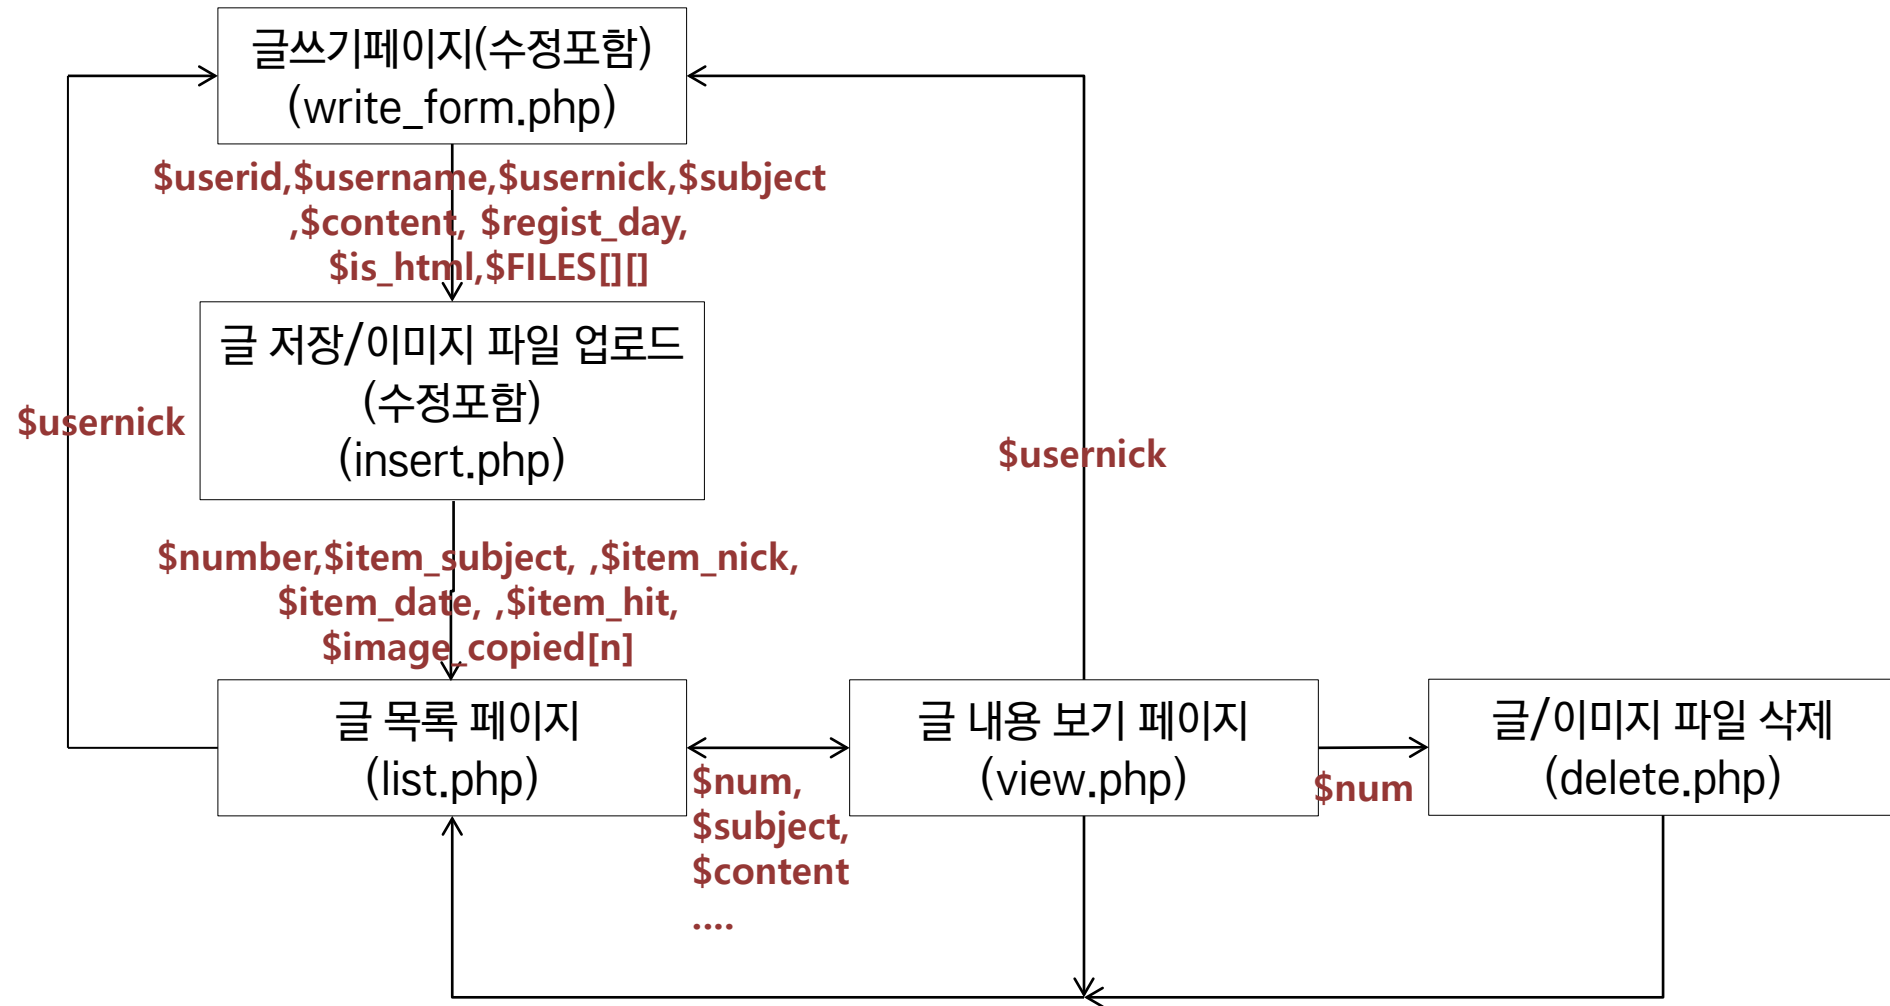 글쓰기페이지(수정포함)
(write_form.php)
$userid,$username,$usernick,$subject
,$content, $regist_day,
$is_html,$FILES[][]
글 저장/이미지 파일 업로드
(수정포함)
(insert.php)
$usernick
$usernick
$number,$item_subject, ,$item_nick,
$item_date, ,$item_hit,
$image_copied[n]
글 목록 페이지
(list.php)
$num,
$subject,
$content
....
글 내용 보기 페이지
(view.php)
$num
글/이미지 파일 삭제
(delete.php)